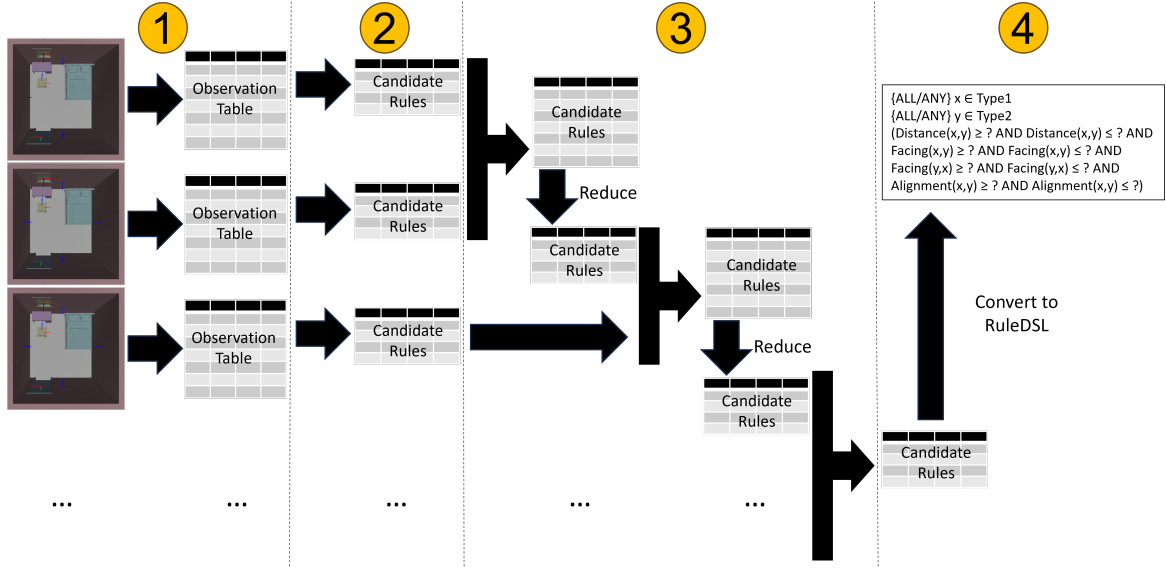 1
2
3
4
Observation
Table
Observation
Table
Observation
Table
...
...
Candidate
Rules
Candidate
Rules
Candidate
Rules
...
Candidate
Rules
Reduce
Candidate
Rules
...
Candidate
Rules
Reduce
Candidate
Rules
...
{ALL/ANY} x ∈ Type1
{ALL/ANY} y ∈ Type2
(Distance(x,y) ≥ ? AND Distance(x,y) ≤ ? AND
Facing(x,y) ≥ ? AND Facing(x,y) ≤ ? AND
Facing(y,x) ≥ ? AND Facing(y,x) ≤ ? AND
Alignment(x,y) ≥ ? AND Alignment(x,y) ≤ ?)
Convert to
RuleDSL
Candidate
Rules